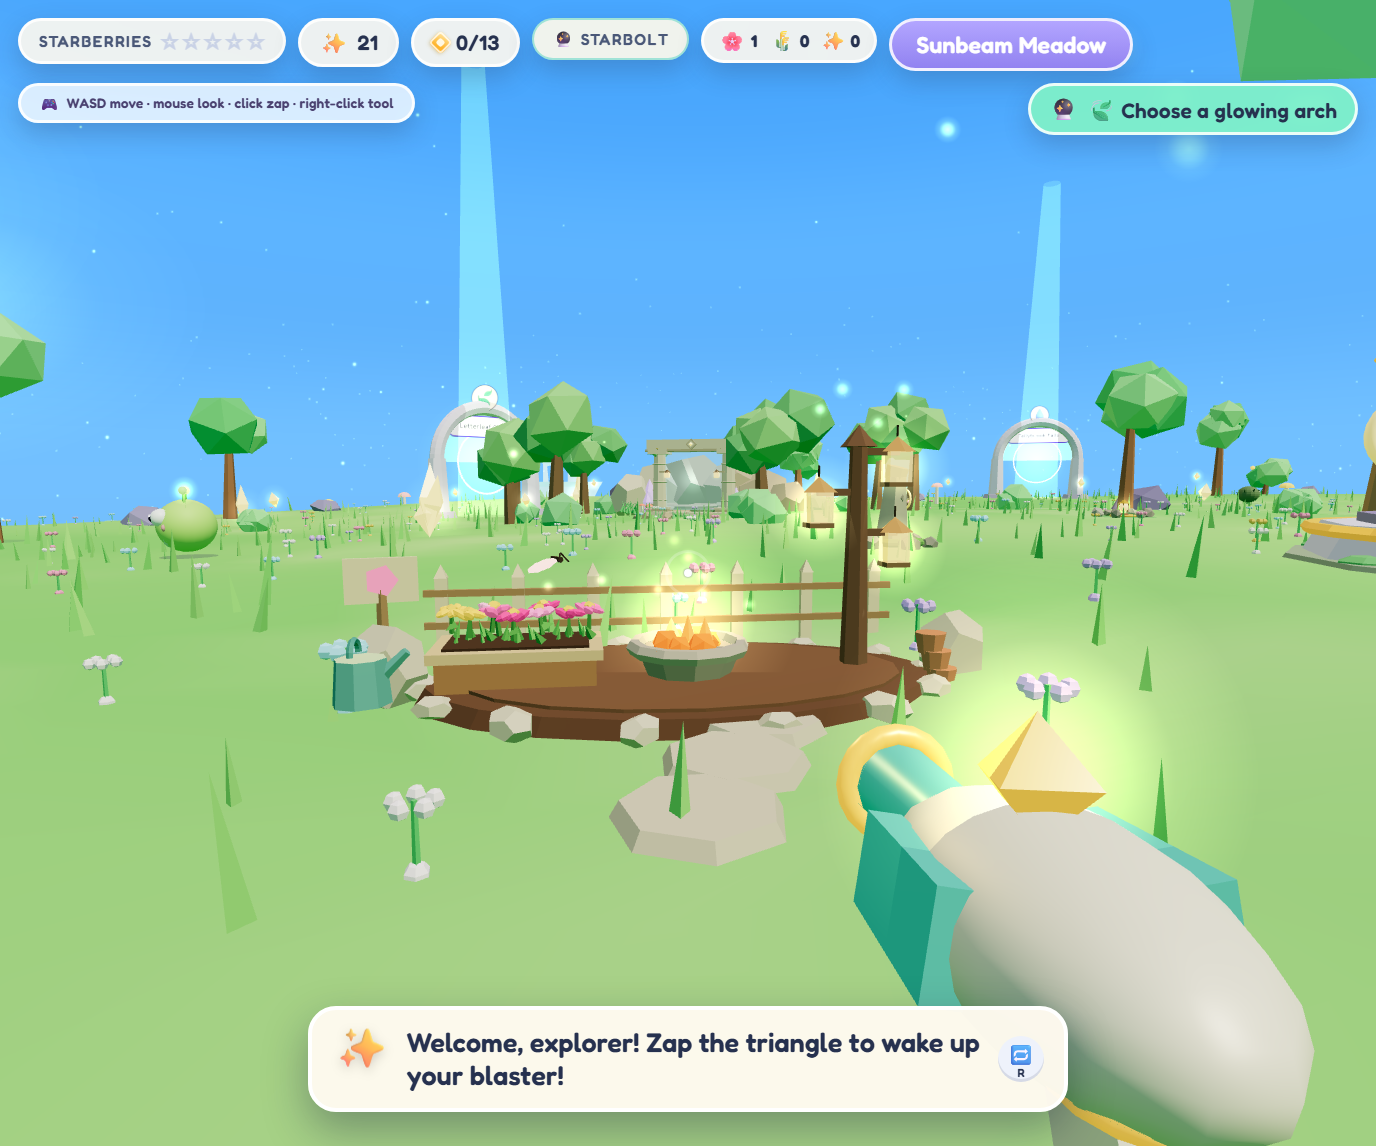 STARBERRIES
21
0/13
STARBOLT
1
0
0
Sunbeam Meadow
WASD move · mouse look · click zap · right-click tool
Choose a glowing arch
Welcome, explorer! Zap the triangle to wake up
your blaster!
R